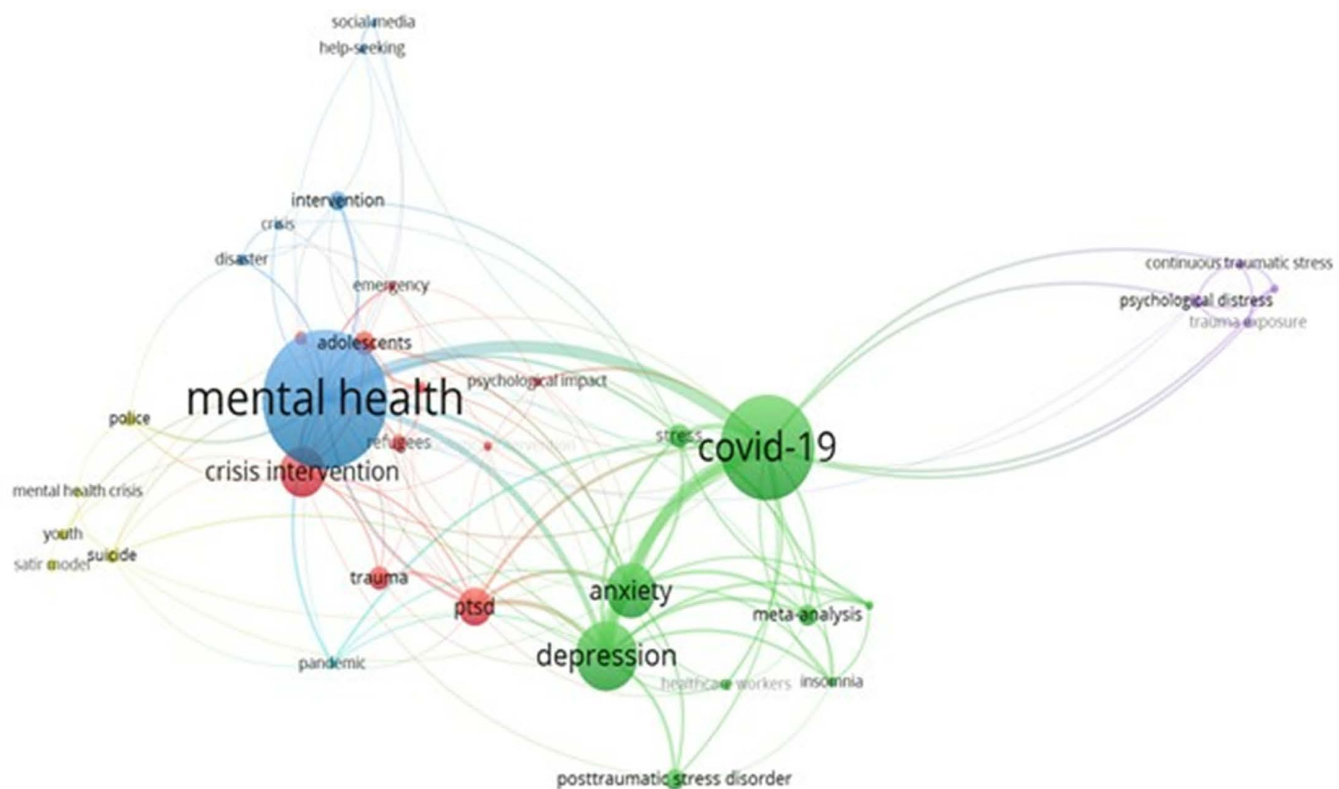 social media
help-seeking
intervention
crisis
disaster
continuous traumatic stress
emergency
psychological distress
trauma exposure
adolescents
psychological impact
mental health
police
stress
refugees
covid-19
crisis intervention
mental health crisis
youth
suicide
satir model
trauma
anxiety
ptsd
meta-analysis
depression
pandemic
healthcare workers
insomnia
posttraumatic stress disorder